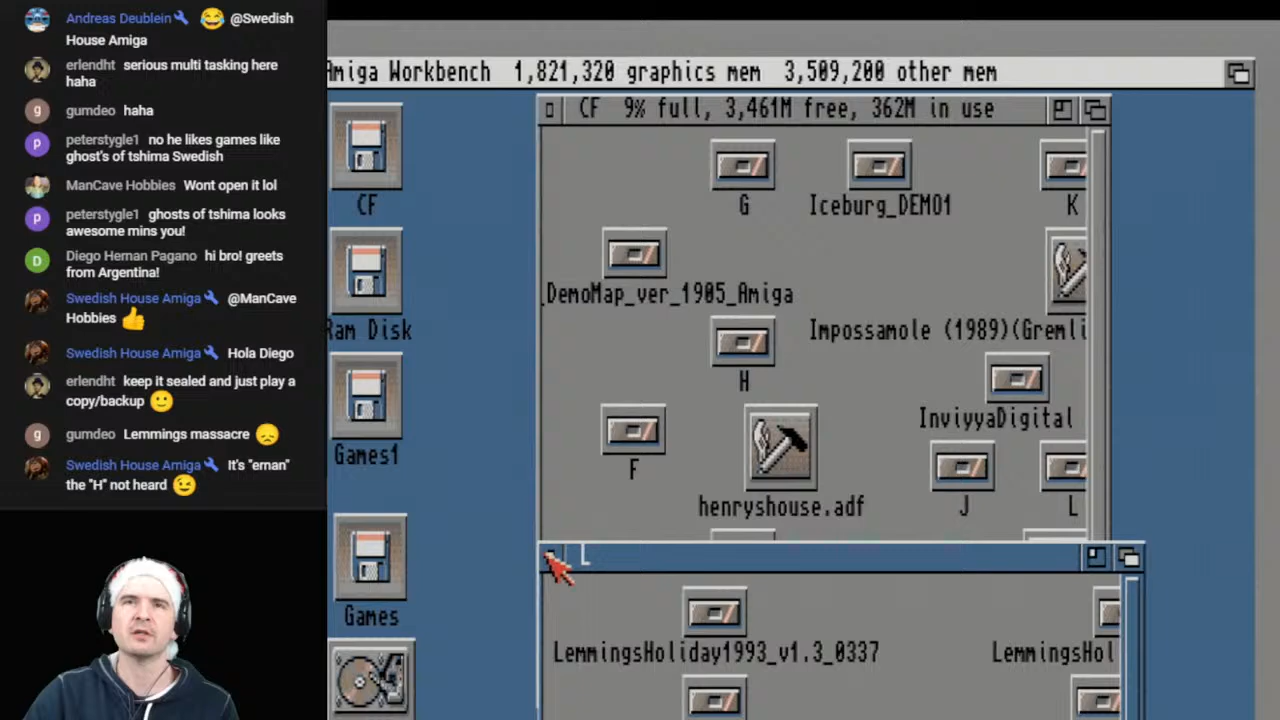 Andreas Deublein 😂 @Swedish
House Amiga
erlendht serious multi tasking here
haha
gumdeo haha
peterstygle1 no he likes games like
ghost's of tshima Swedish
ManCave Hobbies Wont open it lol
peterstygle1 ghosts of tshima looks
awesome mins you!
Diego Hernan Pagano hi bro! greets
from Argentina!
Swedish House Amiga @ManCave
Hobbies 👍
Swedish House Amiga Hola Diego
erlendht keep it sealed and just play a
copy/backup 🙂
gumdeo Lemmings massacre 😞
Swedish House Amiga It's "ernan"
the "H" not heard 😉
Amiga Workbench 1,821,320 graphics mem 3,509,200 other mem
CF
Ram Disk
Games1
Games
CF 9% full, 3,461M free, 362M in use
G Iceburg_DEMO1 K
_DemoMap_ver_1905_Amiga
Impossamole (1989)(Gremli
H
InviyyaDigital
F
henryshouse.adf J L
L
LemmingsHoliday1993_v1.3_0337 LemmingsHol